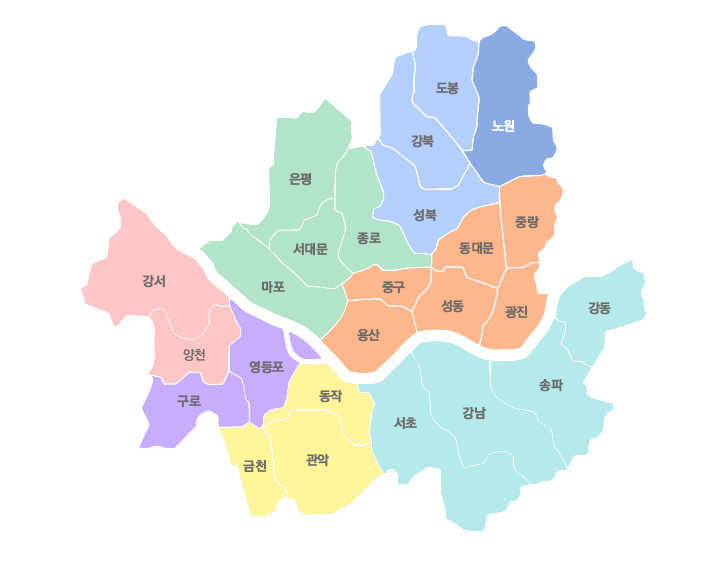 도봉
노원
강북
은평
성북
중랑
종로
동대문
서대문
강서
마포
중구
성동
광진
강동
용산
양천
영등포
송파
동작
구로
강남
서초
관악
금천